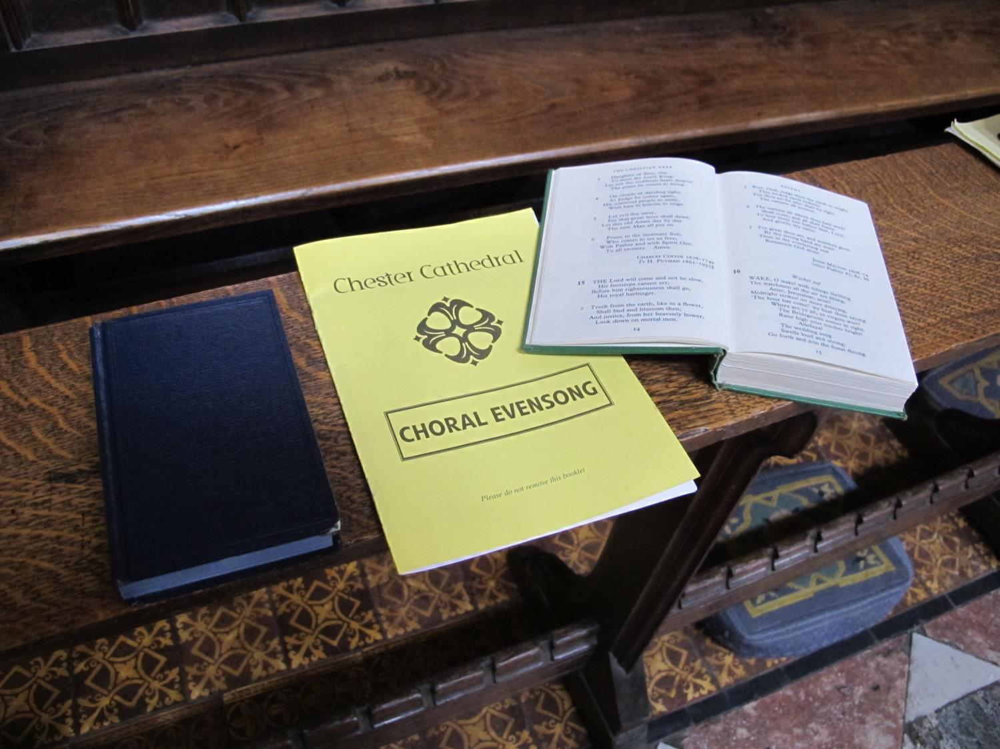 Chester Cathedral
CHORAL EVENSONG
Please do not remove this booklet
THE CHRISTIAN YEAR
3 Daughter of Sion, rise
To meet thy lowly King,
Let not thy stubborn heart despise
The peace he comes to bring.
4 On clouds of dazzling light,
As Judge he comes again,
His scattered people to unite,
With him in heaven to reign.
5 Let evil flee away,
Ere that great hour shall dawn,
Let this old Adam day by day
The new Man all put on.
6 Praise to the incarnate Son,
Who comes to set us free,
With Father and with Spirit One,
To all eternity. Amen.
CHARLES COFFIN 1676-1749
Tr H. PUTMAN 1861-1935‡
15 THE Lord will come and not be slow,
His footsteps cannot err;
Before him righteousness shall go,
His royal harbinger.
2 Truth from the earth, like to a flower,
Shall bud and blossom then;
And justice, from her heavenly bower,
Look down on mortal men.
14
ADVENT
3 Rise, God, judge thou the earth in might,
This wicked earth redress;
For thou art he who shall by right
The nations all possess.
4 The nations all whom thou hast made
Shall come, and all shall frame
To bow them low before thee, Lord,
And glorify thy name.
5 For great thou art, and wonders great
By thy strong hand are done:
Thou in thy everlasting seat
Remainest God alone.
JOHN MILTON 1608-74
from Psalms 82, 85, 86
16 Wachet auf
WAKE, O wake! with tidings thrilling
The watchmen all the air are filling,
Arise, Jerusalem, arise!
Midnight strikes! no more delaying,
'The hour has come!' we hear them saying.
Where are ye all, ye virgins wise?
The Bridegroom comes in sight,
Raise high your torches bright!
Alleluya!
The wedding song
Swells loud and strong:
Go forth and join the festal throng.
15